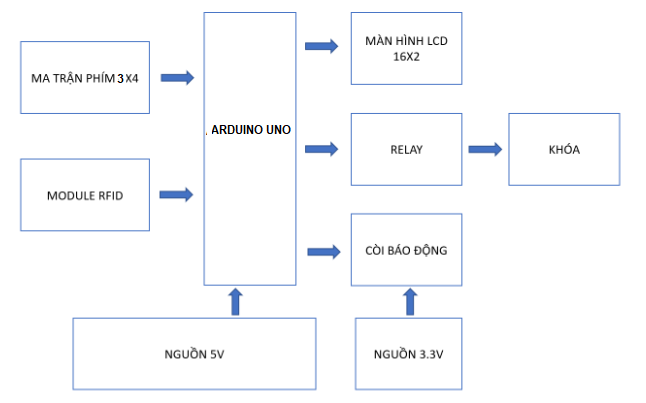 MÀN HÌNH LCD
16X2
MA TRẬN PHÍM 3X4
. ARDUINO UNO
RELAY
KHÓA
MODULE RFID
CÒI BÁO ĐỘNG
NGUỒN 5V
NGUỒN 3.3V